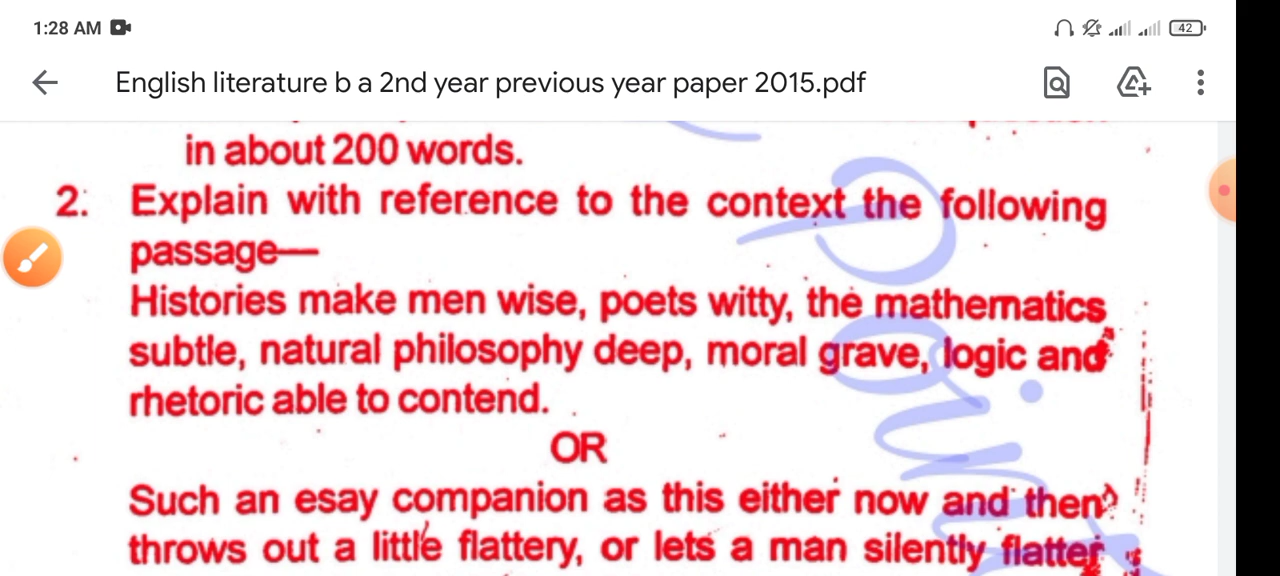 1:28 AM
42
English literature b a 2nd year previous year paper 2015.pdf
in about 200 words.
2. Explain with reference to the context the following
passage—
Histories make men wise, poets witty, the mathematics
subtle, natural philosophy deep, moral grave, logic and
rhetoric able to contend.
OR
Such an esay companion as this either now and then
throws out a little flattery, or lets a man silently flatter